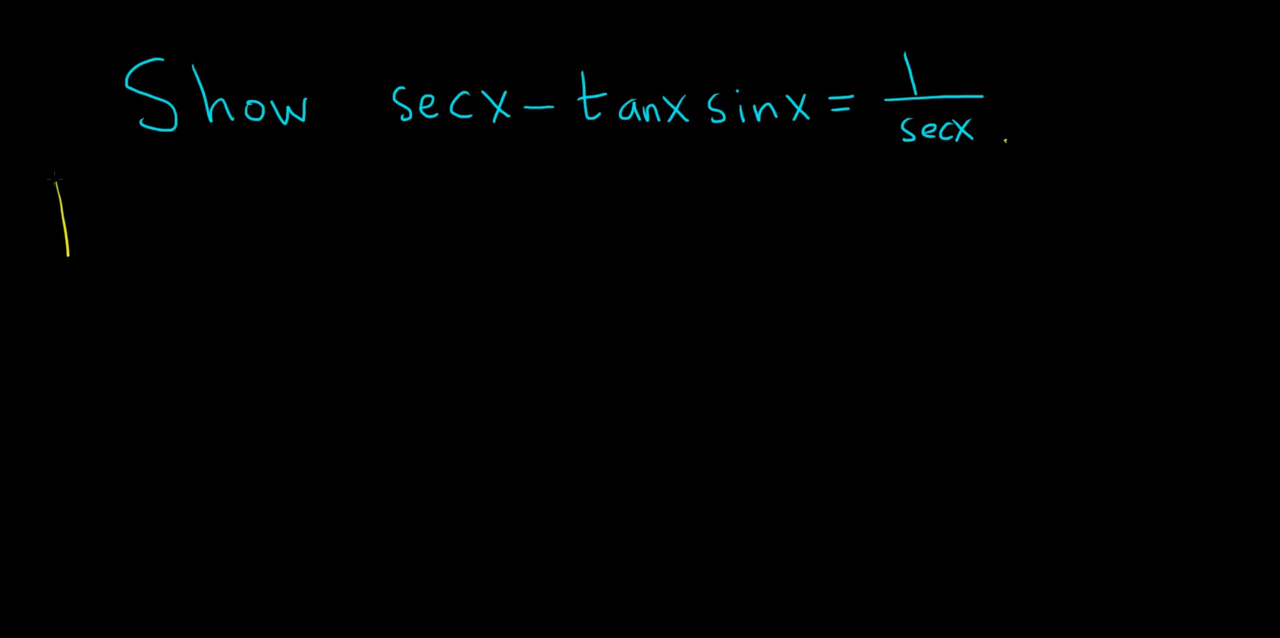 Show secx - tanx sinx = 1/secx.